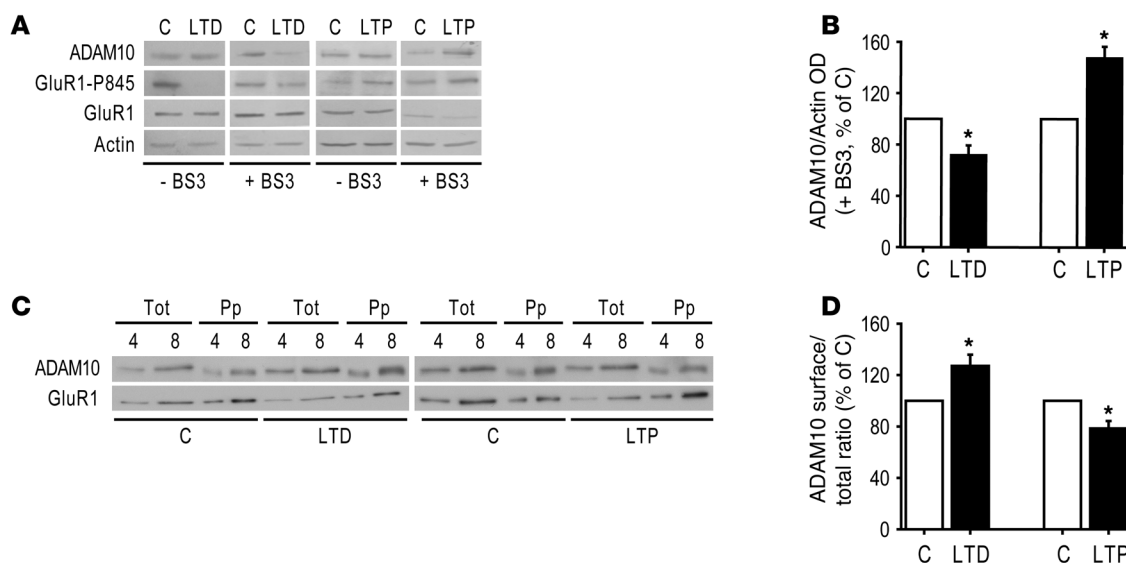 A
C LTD C LTD C LTP C LTP
ADAM10
GluR1-P845
GluR1
Actin
- BS3 + BS3 - BS3 + BS3
B
ADAM10/Actin OD
(+ BS3, % of C)
160
120
80
40
0
*
*
C LTD C LTP
C
Tot Pp Tot Pp Tot Pp Tot Pp
4 8 4 8 4 8 4 8 4 8 4 8 4 8 4 8
ADAM10
GluR1
C LTD C LTP
D
ADAM10 surface/
total ratio (% of C)
160
120
80
40
0
*
*
C LTD C LTP